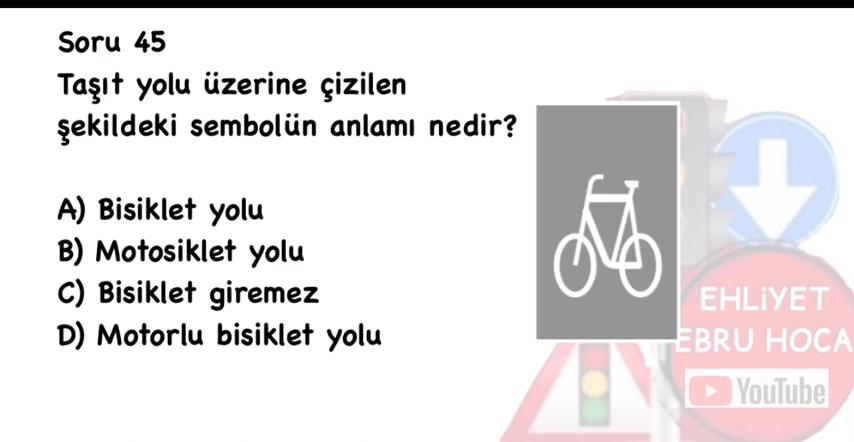 Soru 45
Taşıt yolu üzerine çizilen
şekildeki sembolün anlamı nedir?
A) Bisiklet yolu
B) Motosiklet yolu
C) Bisiklet giremez
D) Motorlu bisiklet yolu
EHLİYET
EBRU HOCA
YouTube